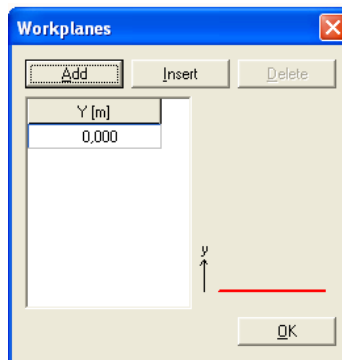 Workplanes
Add Insert Delete
Y [m]
0,000
y
OK